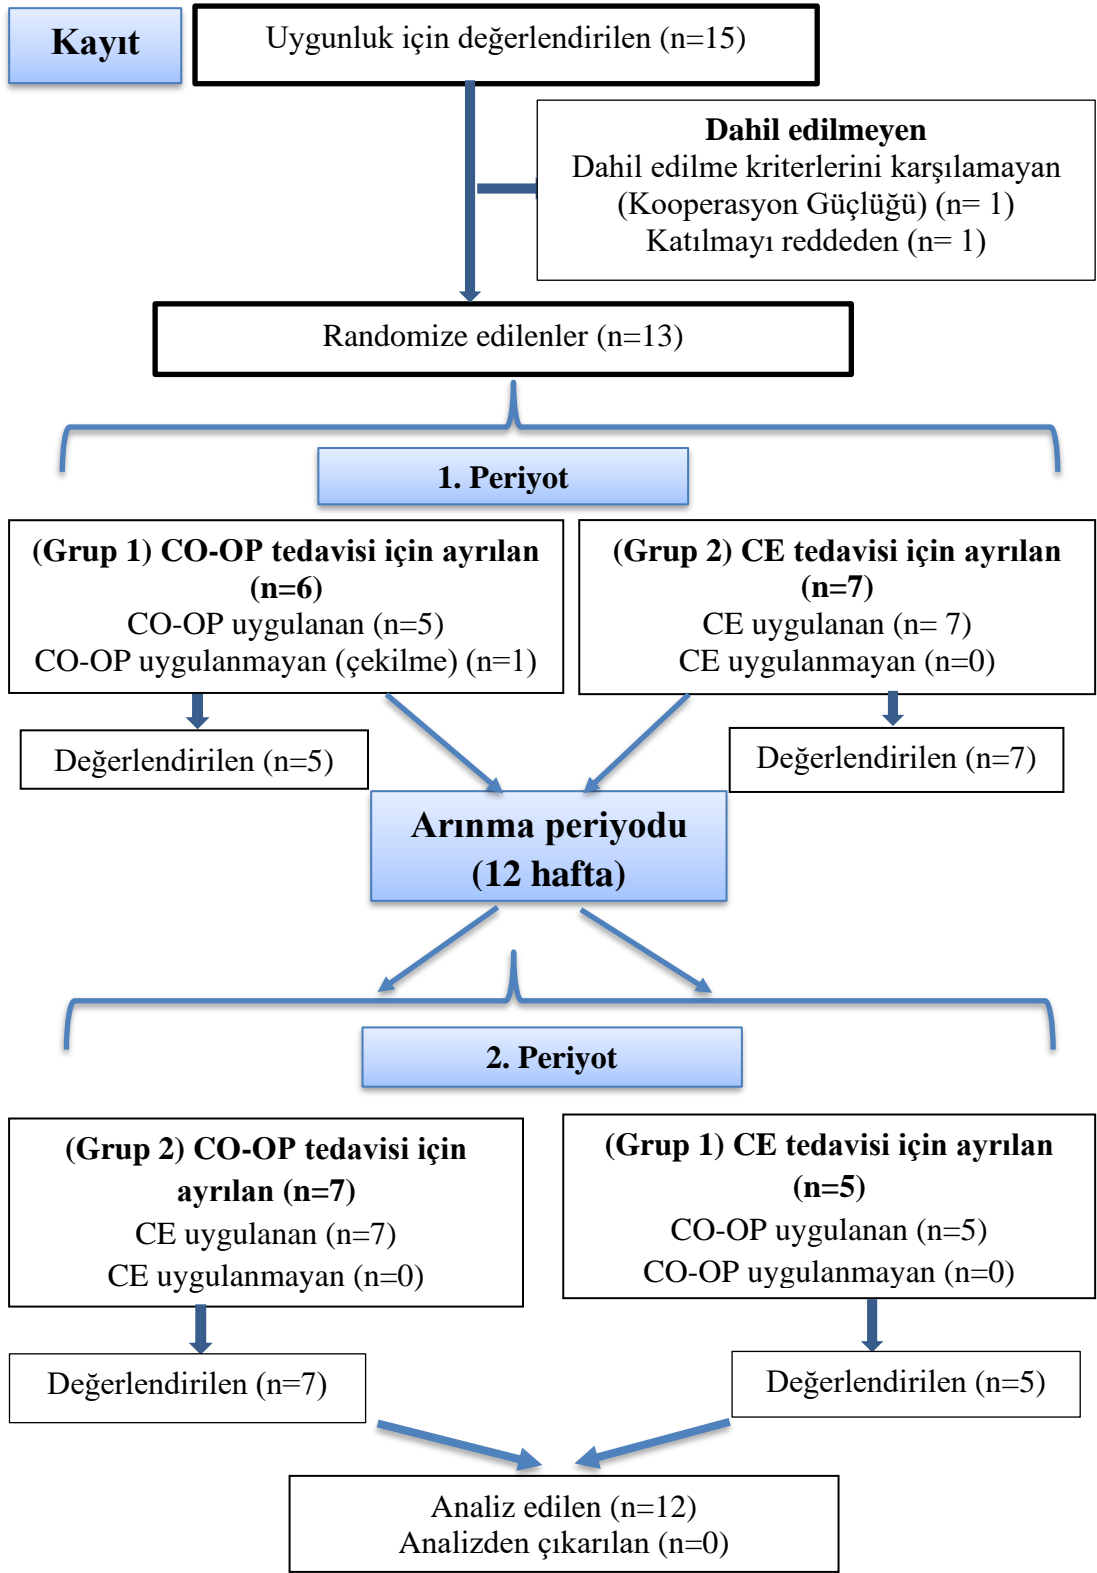 Kayıt
Uygunluk için değerlendirilen (n=15)
Dahil edilmeyen
Dahil edilme kriterlerini karşılamayan
(Kooperasyon Güçlüğü) (n= 1)
Katılmayı reddeden (n= 1)
Randomize edilenler (n=13)
1. Periyot
(Grup 1) CO-OP tedavisi için ayrılan
(n=6)
CO-OP uygulanan (n=5)
CO-OP uygulanmayan (çekilme) (n=1)
(Grup 2) CE tedavisi için ayrılan
(n=7)
CE uygulanan (n= 7)
CE uygulanmayan (n=0)
Değerlendirilen (n=5)
Değerlendirilen (n=7)
Arınma periyodu
(12 hafta)
2. Periyot
(Grup 2) CO-OP tedavisi için
ayrılan (n=7)
CE uygulanan (n=7)
CE uygulanmayan (n=0)
(Grup 1) CE tedavisi için ayrılan
(n=5)
CO-OP uygulanan (n=5)
CO-OP uygulanmayan (n=0)
Değerlendirilen (n=7)
Değerlendirilen (n=5)
Analiz edilen (n=12)
Analizden çıkarılan (n=0)